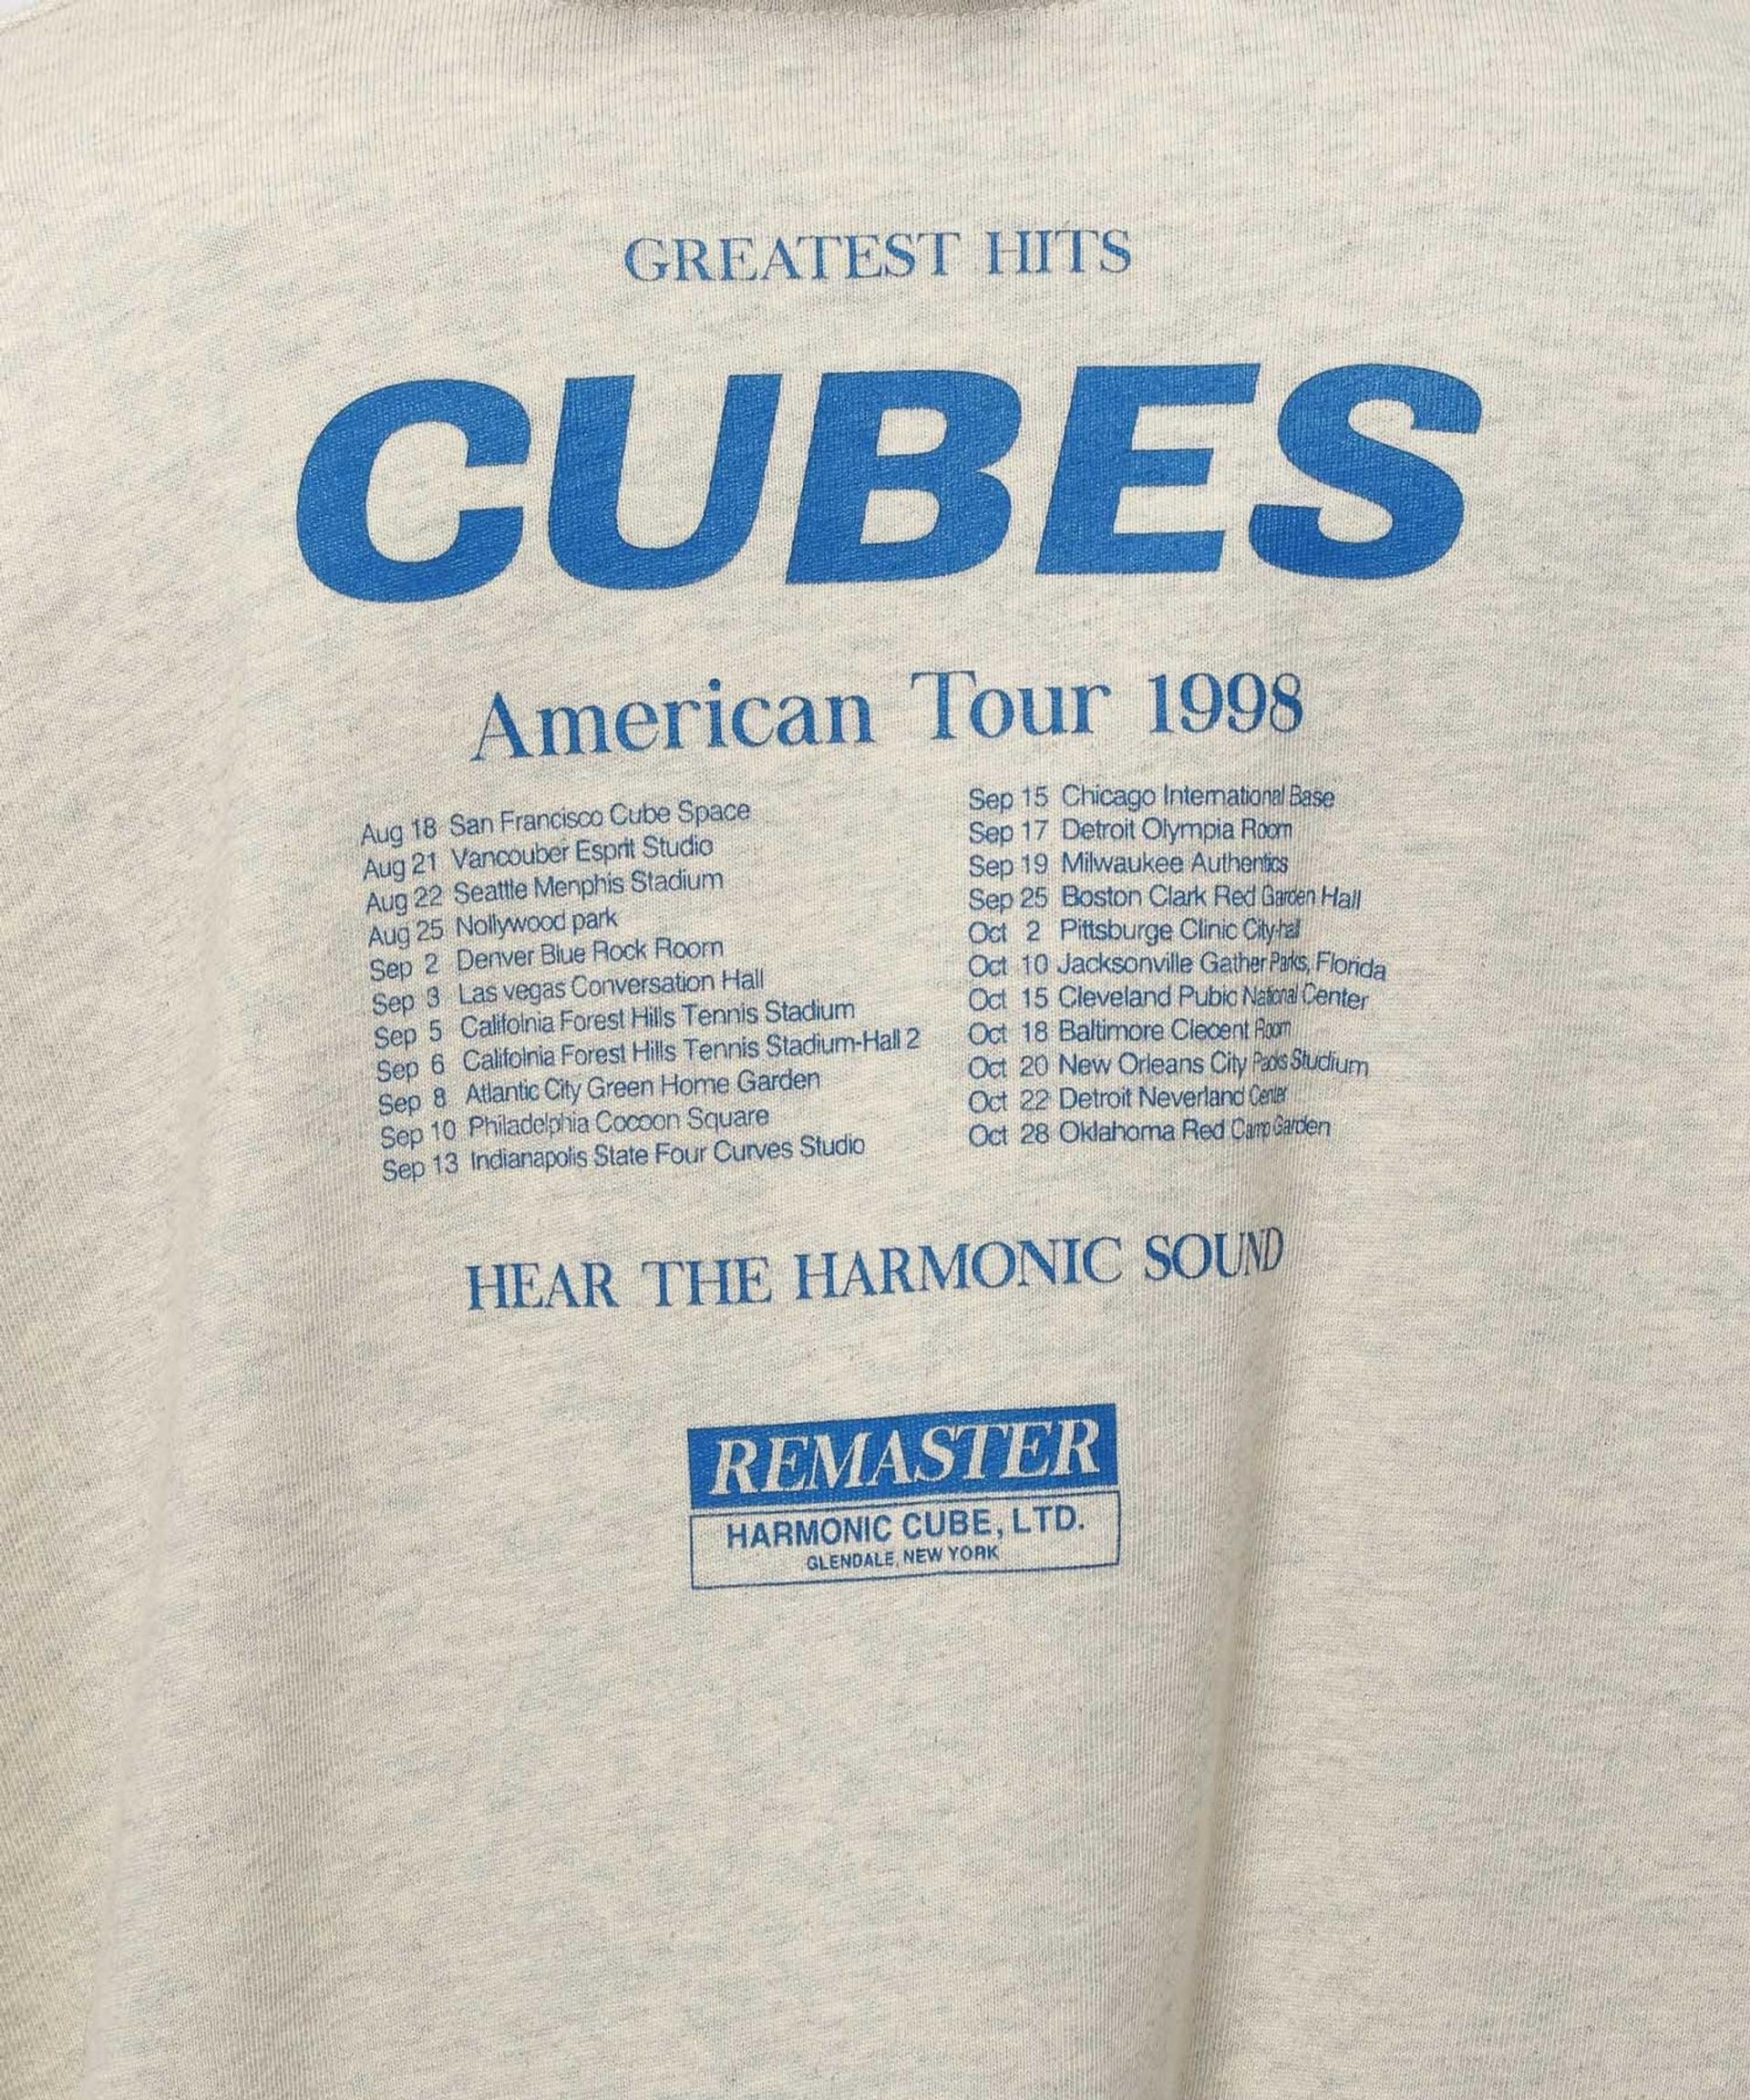 GREATEST HITS
CUBES
American Tour 1998
Aug 18 San Francisco Cube Space
Aug 21 Vancouber Esprit Studio
Aug 22 Seattle Menphis Stadium
Aug 25 Nollywood park
Sep 2 Denver Blue Rock Room
Sep 3 Las vegas Conversation Hall
Sep 5 Califolnia Forest Hills Tennis Stadium
Sep 6 Califolnia Forest Hills Tennis Stadium-Hall 2
Sep 8 Atlantic City Green Home Garden
Sep 10 Philadelphia Cocoon Square
Sep 13 Indianapolis State Four Curves Studio
Sep 15 Chicago International Base
Sep 17 Detroit Olympia Room
Sep 19 Milwaukee Authentics
Sep 25 Boston Clark Red Garden Hall
Oct 2 Pittsburge Clinic City-hall
Oct 10 Jacksonville Gather Parks, Florida
Oct 15 Cleveland Pubic National Center
Oct 18 Baltimore Clecent Room
Oct 20 New Orleans City Studium
Oct 22 Detroit Neverland Center
Oct 28 Oklahoma Red Camp Garden
HEAR THE HARMONIC SOUND
REMASTER
HARMONIC CUBE, LTD.
GLENDALE, NEW YORK